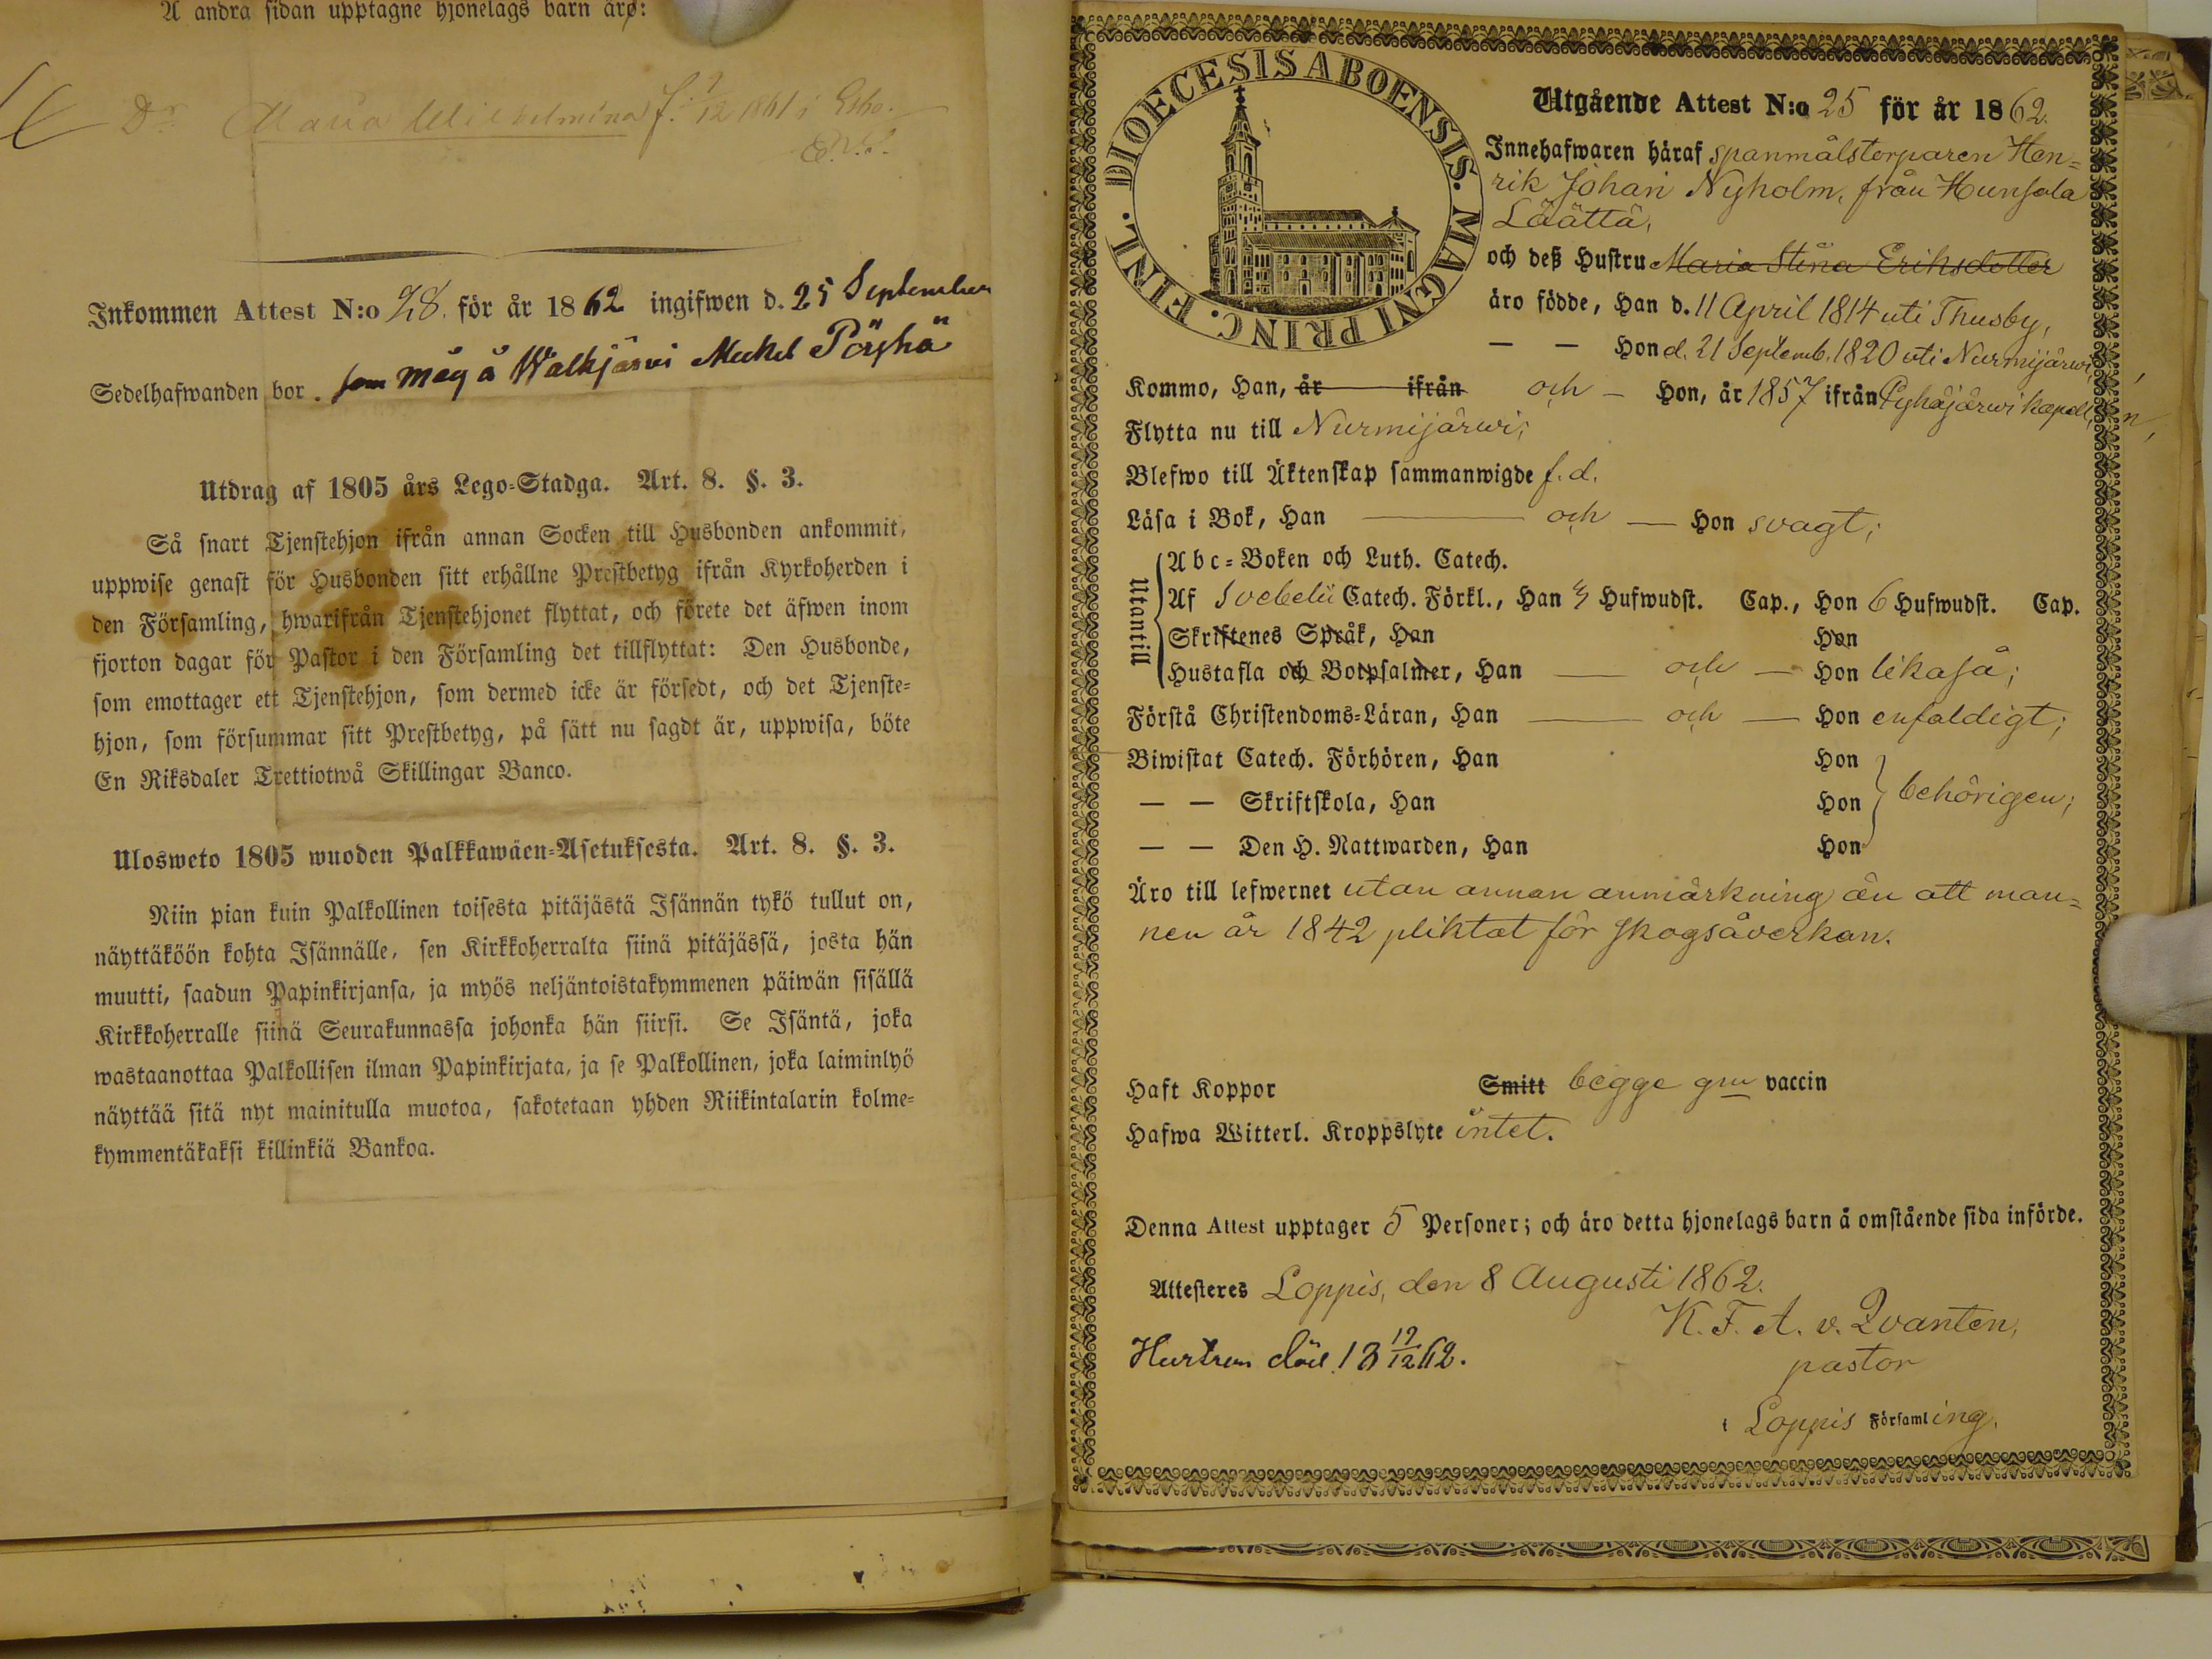 A andra sidan upptagne hjonelags barn äro:
Dr Maria Wilhelmina f. 12 1861 i Esbo.
Inkommen Attest N:o 28. för år 1862 ingifwen d. 25 September
Sedelhafwanden bor. som måg å Walkjärwi Mickel Pöyhä
Utdrag af 1805 års Lego-Stadga. Art. 8. §. 3.
Så snart Tjenstehjon ifrån annan Socken till Husbonden ankommit,
uppwise genast för Husbonden sitt erhållne Prestbetyg ifrån Kyrkoherden i
den Församling, hwarifrån Tjenstehjonet flyttat, och förete det äfwen inom
fjorton dagar för Pastor i den Församling det tillflyttat: Den Husbonde,
som emottager ett Tjenstehjon, som dermed icke är försedt, och det Tjenste-
hjon, som försummar sitt Prestbetyg, på sätt nu sagdt är, uppwisa, böte
En Riksdaler Trettiotwå Skillingar Banco.
Ulosweto 1805 wuoden Palkkawäen-Asetuksesta. Art. 8. §. 3.
Niin pian kuin Palkollinen toisesta pitäjästä Isännän tykö tullut on,
näyttäköön kohta Isännälle, sen Kirkkoherralta siinä pitäjässä, josta hän
muutti, saadun Papinkirjansa, ja myös neljäntoistakymmenen päiwän sisällä
Kirkkoherralle siinä Seurakunnassa johonka hän siirsi. Se Isäntä, joka
wastaanottaa Palkollisen ilman Papinkirjata, ja se Palkollinen, joka laiminlyö
näyttää sitä nyt mainitulla muotoa, sakotetaan yhden Riikintalarin kolme-
kymmentäkaksi killinkiä Bankoa.
DIOECESIS ABOENSIS. MAGNI PRINC. FINL.
Utgående Attest N:o 25 för år 1862.
Innehafwaren häraf spanmålstorparen Hen-
rik Johan Nyholm, från Hunsala
Läättä,
och deß Hustru Maria Stina Eriksdotter
äro födde, Han d. 11 April 1814 uti Thusby,
— — Hon d. 21 Septemb. 1820 uti Nurmijärwi,
Kommo, Han, år ifrån och — Hon, år 1857 ifrån Pyhäjärwi kapell,
Flytta nu till Nurmijärwi;
Blefwo till Äktenskap sammanwigde f. d.
Läsa i Bok, Han — och — Hon svagt;
Utantill
Abc-Boken och Luth. Catech.
Af Svebelii Catech. Förkl., Han Hufwudst. Cap., Hon 6 Hufwudst. Cap.
Skriftenes Språk, Han Hon
Hustafla och Botpsalmer, Han — och — Hon likaså;
Förstå Christendoms-Läran, Han — och — Hon enfaldigt;
Biwistat Catech. Förhören, Han Hon
— — Skriftskola, Han Hon behörigen;
— — Den H. Nattwarden, Han Hon
Äro till lefwernet utan annan anmärkning än att man-
nen år 1842 pliktat för skogsåverkan.
Haft Koppor Smitt begge gm vaccin
Hafwa Witterl. Kroppslyte intet.
Denna Attest upptager 5 Personer; och äro detta hjonelags barn å omstående sida införde.
Attesteres Loppis, den 8 Augusti 1862.
K. F. A. v. Qvanten,
Hustrun död 18 19/12 62.
pastor
i Loppis Församling.